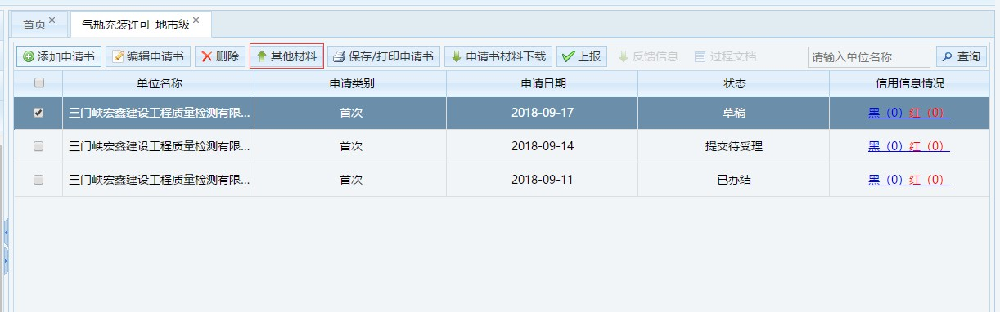 首页 气瓶充装许可-地市级
添加申请书 编辑申请书 删除 其他材料 保存/打印申请书 申请书材料下载 上报 反馈信息 过程文档 请输入单位名称 查询
单位名称 申请类别 申请日期 状态 信用信息情况
三门峡宏鑫建设工程质量检测有限... 首次 2018-09-17 草稿 黑（0）红（0）
三门峡宏鑫建设工程质量检测有限... 首次 2018-09-14 提交待受理 黑（0）红（0）
三门峡宏鑫建设工程质量检测有限... 首次 2018-09-11 已办结 黑（0）红（0）